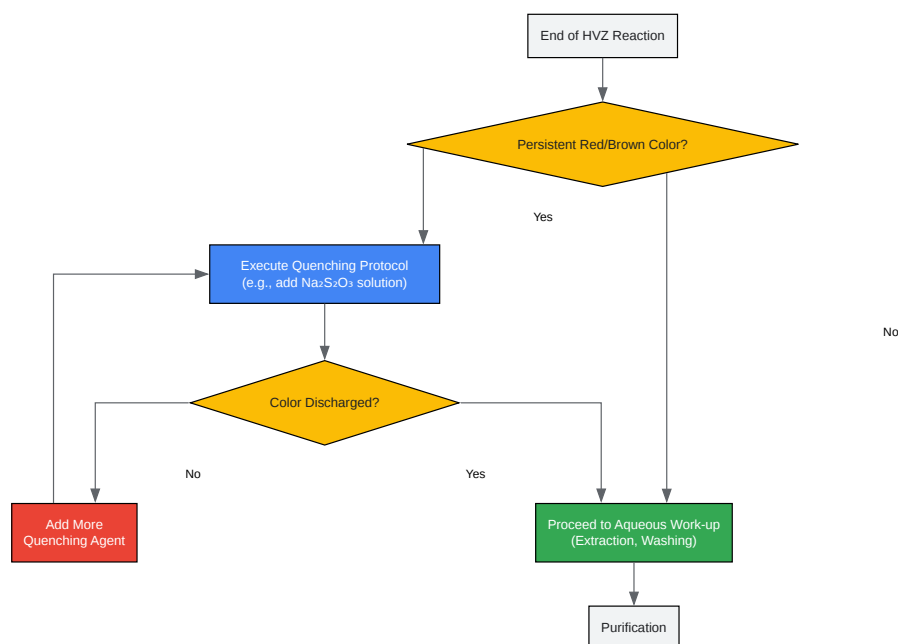 End of HVZ Reaction
Persistent Red/Brown Color?
Yes
Execute Quenching Protocol
(e.g., add Na₂S₂O₃ solution)
No
Color Discharged?
No
Yes
Add More
Quenching Agent
Proceed to Aqueous Work-up
(Extraction, Washing)
Purification